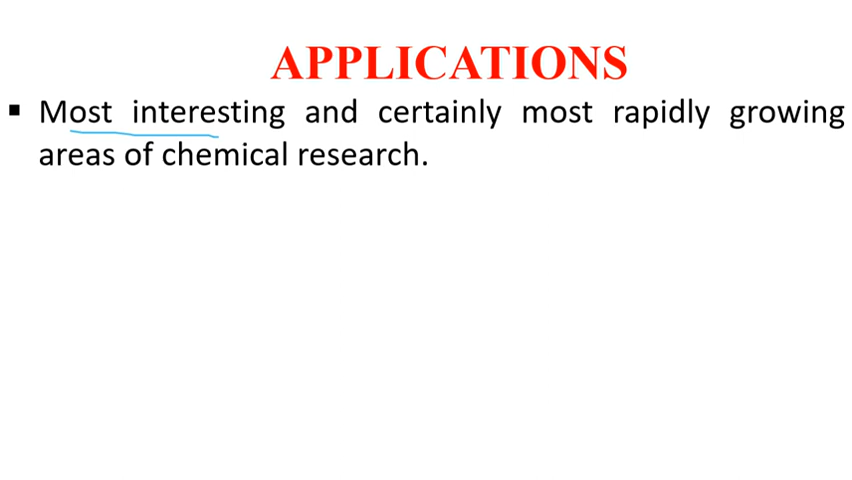 APPLICATIONS
▪ Most interesting and certainly most rapidly growing
areas of chemical research.